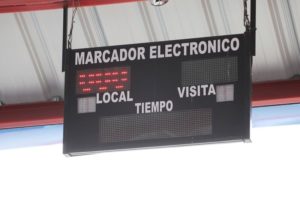 MARCADOR ELECTRONICO
LOCAL
VISITA
TIEMPO